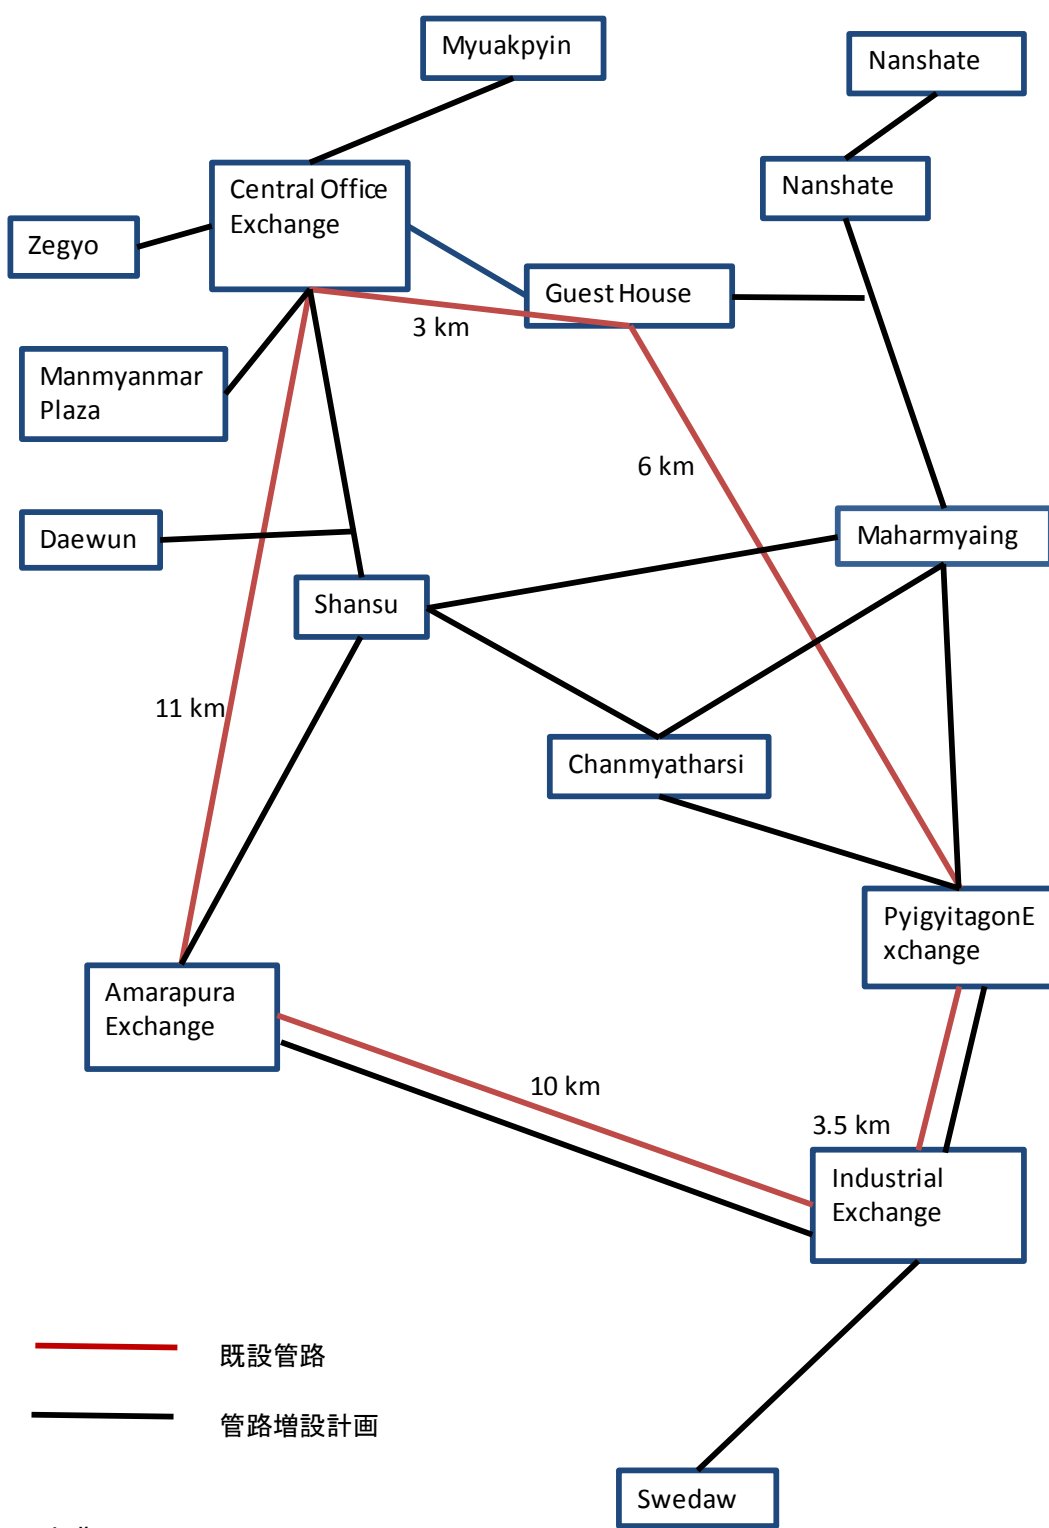 Myuakpyin
Nanshate
Central Office
Exchange
Nanshate
Zegyo
Guest House
3 km
Manmyanmar
Plaza
6 km
Daewun
Maharmyaing
Shansu
11 km
Chanmyatharsi
PyigyitagonE
xchange
Amarapura
Exchange
10 km
3.5 km
Industrial
Exchange
既設管路
管路増設計画
Swedaw